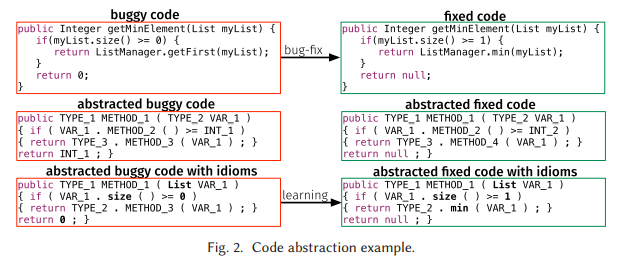 buggy code
public Integer getMinElement(List myList) {
if(myList.size() >= 0) {
return ListManager.getFirst(myList);
}
return 0;
}
bug-fix
fixed code
public Integer getMinElement(List myList) {
if(myList.size() >= 1) {
return ListManager.min(myList);
}
return null;
}
abstracted buggy code
public TYPE_1 METHOD_1 ( TYPE_2 VAR_1 )
{ if ( VAR_1 . METHOD_2 ( ) >= INT_1 )
{ return TYPE_3 . METHOD_3 ( VAR_1 ) ; }
return INT_1 ; }
abstracted fixed code
public TYPE_1 METHOD_1 ( TYPE_2 VAR_1 )
{ if ( VAR_1 . METHOD_2 ( ) >= INT_2 )
{ return TYPE_3 . METHOD_4 ( VAR_1 ) ; }
return null ; }
abstracted buggy code with idioms
public TYPE_1 METHOD_1 ( List VAR_1 )
{ if ( VAR_1 . size ( ) >= 0 )
{ return TYPE_2 . METHOD_3 ( VAR_1 ) ; }
return 0 ; }
learning
abstracted fixed code with idioms
public TYPE_1 METHOD_1 ( List VAR_1 )
{ if ( VAR_1 . size ( ) >= 1 )
{ return TYPE_2 . min ( VAR_1 ) ; }
return null ; }
Fig. 2. Code abstraction example.